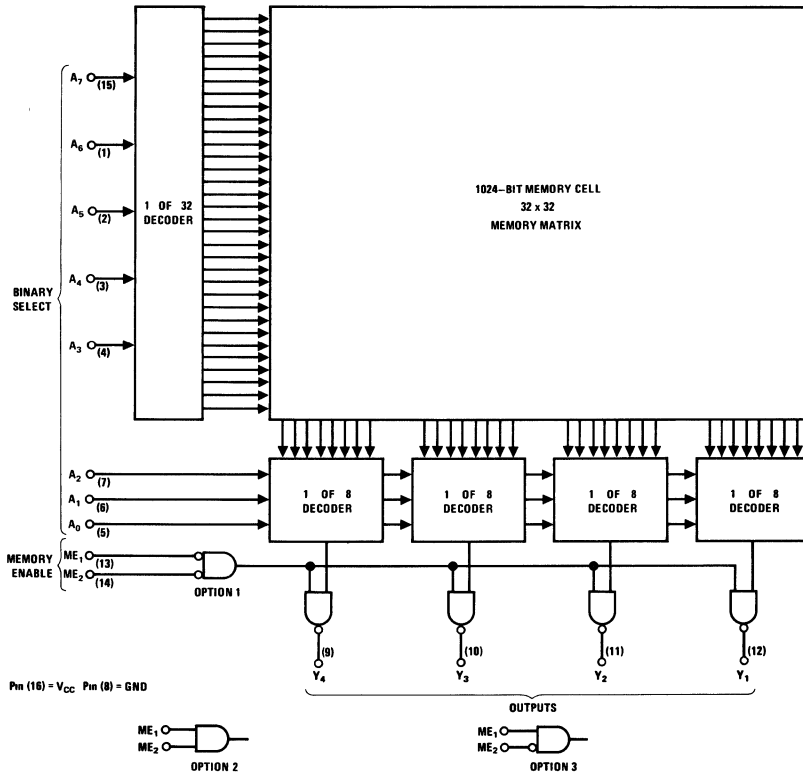 A7 (15)
A6 (1)
A5 (2)
A4 (3)
A3 (4)
BINARY
SELECT
1 OF 32
DECODER
1024-BIT MEMORY CELL
32 x 32
MEMORY MATRIX
A2 (7)
A1 (6)
A0 (5)
1 OF 8
DECODER
1 OF 8
DECODER
1 OF 8
DECODER
1 OF 8
DECODER
MEMORY
ENABLE
ME1 (13)
ME2 (14)
OPTION 1
(9)
(10)
(11)
(12)
Y4
Y3
Y2
Y1
Pin (16) = VCC Pin (8) = GND
OUTPUTS
ME1
ME2
OPTION 2
ME1
ME2
OPTION 3